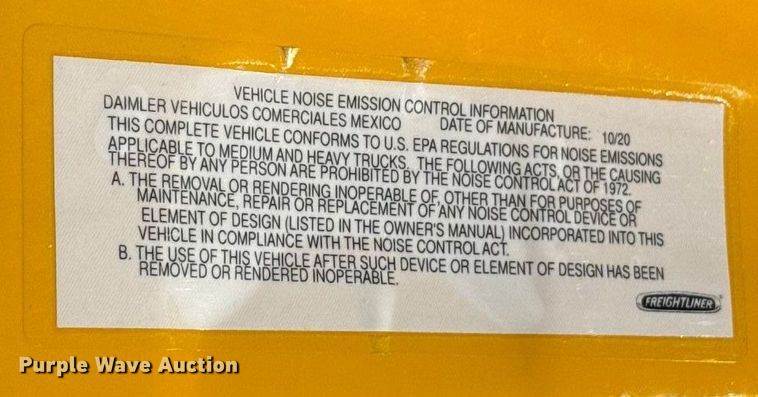 VEHICLE NOISE EMISSION CONTROL INFORMATION
DAIMLER VEHICULOS COMERCIALES MEXICO DATE OF MANUFACTURE: 10/20
THIS COMPLETE VEHICLE CONFORMS TO U.S. EPA REGULATIONS FOR NOISE EMISSIONS
APPLICABLE TO MEDIUM AND HEAVY TRUCKS. THE FOLLOWING ACTS, OR THE CAUSING
THEREOF BY ANY PERSON ARE PROHIBITED BY THE NOISE CONTROL ACT OF 1972.
A. THE REMOVAL OR RENDERING INOPERABLE OF, OTHER THAN FOR PURPOSES OF
MAINTENANCE, REPAIR OR REPLACEMENT OF ANY NOISE CONTROL DEVICE OR
ELEMENT OF DESIGN (LISTED IN THE OWNER'S MANUAL) INCORPORATED INTO THIS
VEHICLE IN COMPLIANCE WITH THE NOISE CONTROL ACT.
B. THE USE OF THIS VEHICLE AFTER SUCH DEVICE OR ELEMENT OF DESIGN HAS BEEN
REMOVED OR RENDERED INOPERABLE.
FREIGHTLINER
Purple Wave Auction